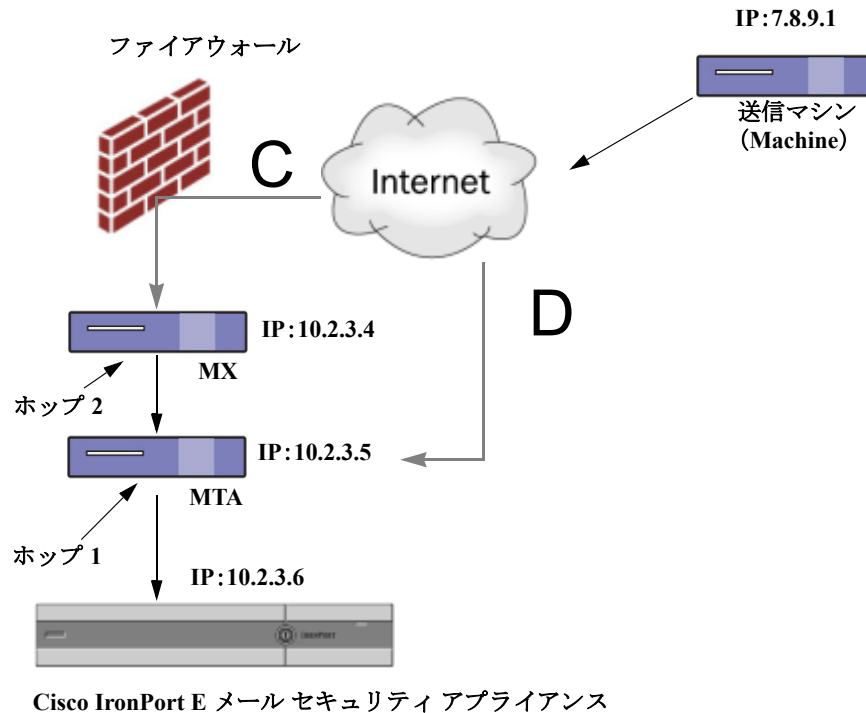 IP:7.8.9.1
ファイアウォール
送信マシン
（Machine）
C
Internet
D
IP:10.2.3.4
MX
ホップ 2
IP:10.2.3.5
MTA
ホップ 1
IP:10.2.3.6
IRONPORT
Cisco IronPort E メール セキュリティ アプライアンス